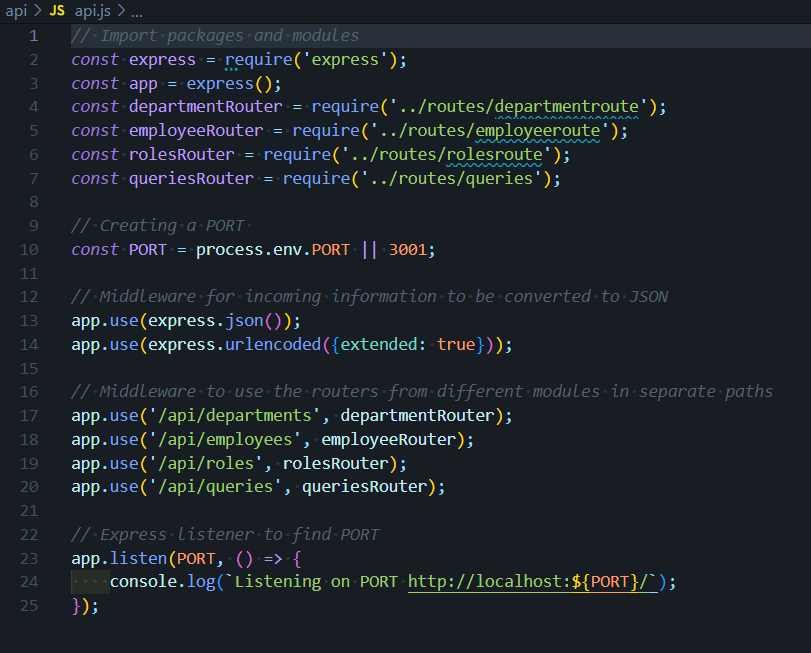 api > JS api.js > ...
1 // Import packages and modules
2 const express = require('express');
3 const app = express();
4 const departmentRouter = require('../routes/departmentroute');
5 const employeeRouter = require('../routes/employeeroute');
6 const rolesRouter = require('../routes/rolesroute');
7 const queriesRouter = require('../routes/queries');
8
9 // Creating a PORT
10 const PORT = process.env.PORT || 3001;
11
12 // Middleware for incoming information to be converted to JSON
13 app.use(express.json());
14 app.use(express.urlencoded({extended: true}));
15
16 // Middleware to use the routers from different modules in separate paths
17 app.use('/api/departments', departmentRouter);
18 app.use('/api/employees', employeeRouter);
19 app.use('/api/roles', rolesRouter);
20 app.use('/api/queries', queriesRouter);
21
22 // Express listener to find PORT
23 app.listen(PORT, () => {
24     console.log(`Listening on PORT http://localhost:${PORT}/`);
25 });